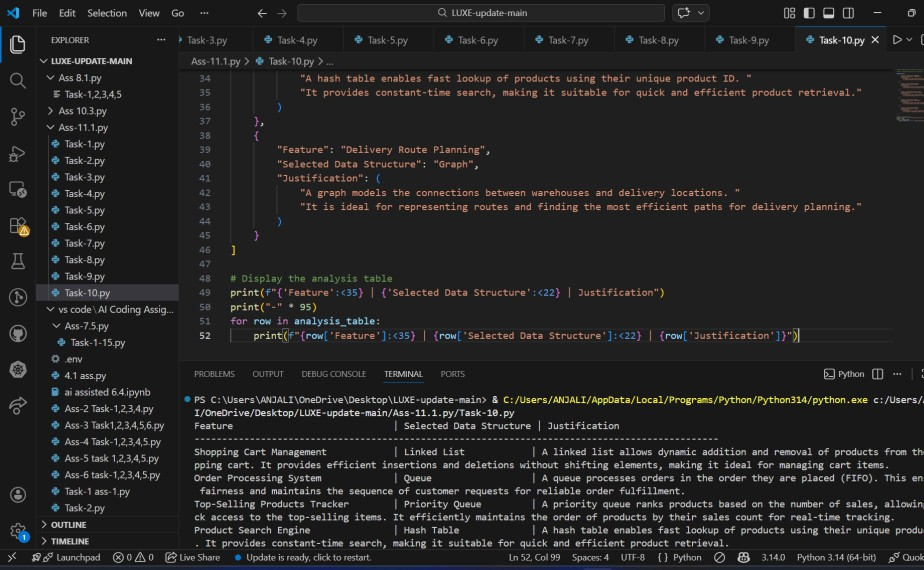 File Edit Selection View Go ··· LUXE-update-main
EXPLORER ···
LUXE-UPDATE-MAIN
Ass 8.1.py
Task-1,2,3,4,5
Ass 10.3.py
Ass-11.1.py
Task-1.py
Task-2.py
Task-3.py
Task-4.py
Task-5.py
Task-6.py
Task-7.py
Task-8.py
Task-9.py
Task-10.py
vs code \ AI Coding Assig...
Ass-7.5.py
Task-1-15.py
.env
4.1 ass.py
ai assisted 6.4.ipynb
Ass-2 Task-1,2,3,4.py
Ass-3 Task1,2,3,4,5,6.py
Ass-4 Task-1,2,3,4,5.py
Ass-5 task 1,2,3,4,5.py
Ass-6 task-1,2,3,4,5.py
Task-1 ass-1.py
Task-2.py
OUTLINE
TIMELINE
Task-3.py Task-4.py Task-5.py Task-6.py Task-7.py Task-8.py Task-9.py Task-10.py
Ass-11.1.py > Task-10.py > ...
34 "A hash table enables fast lookup of products using their unique product ID. "
35 "It provides constant-time search, making it suitable for quick and efficient product retrieval."
36 )
37 },
38 {
39 "Feature": "Delivery Route Planning",
40 "Selected Data Structure": "Graph",
41 "Justification": (
42 "A graph models the connections between warehouses and delivery locations. "
43 "It is ideal for representing routes and finding the most efficient paths for delivery planning."
44 )
45 }
46 ]
47
48 # Display the analysis table
49 print(f"{'Feature':<35} | {'Selected Data Structure':<22} | Justification")
50 print("-" * 95)
51 for row in analysis_table:
52 print(f"{row['Feature']:<35} | {row['Selected Data Structure']:<22} | {row['Justification']}")
PROBLEMS OUTPUT DEBUG CONSOLE TERMINAL PORTS Python ···
PS C:\Users\ANJALI\OneDrive\Desktop\LUXE-update-main> & C:/Users/ANJALI/AppData/Local/Programs/Python/Python314/python.exe c:/Users/
I/OneDrive/Desktop/LUXE-update-main/Ass-11.1.py/Task-10.py
Feature | Selected Data Structure | Justification
-----------------------------------------------------------------------------------------------
Shopping Cart Management | Linked List | A linked list allows dynamic addition and removal of products from
pping cart. It provides efficient insertions and deletions without shifting elements, making it ideal for managing cart items.
Order Processing System | Queue | A queue processes orders in the order they are placed (FIFO). This
fairness and maintains the sequence of customer requests for reliable order fulfillment.
Top-Selling Products Tracker | Priority Queue | A priority queue ranks products based on the number of sales,
ck access to the top-selling items. It efficiently maintains the order of products by their sales count for real-time tracking.
Product Search Engine | Hash Table | A hash table enables fast lookup of products using their unique
. It provides constant-time search, making it suitable for quick and efficient product retrieval.
Launchpad 0 0 Live Share Update is ready, click to restart. Ln 52, Col 99 Spaces: 4 UTF-8 { } Python 3.14.0 Python 3.14 (64-bit)